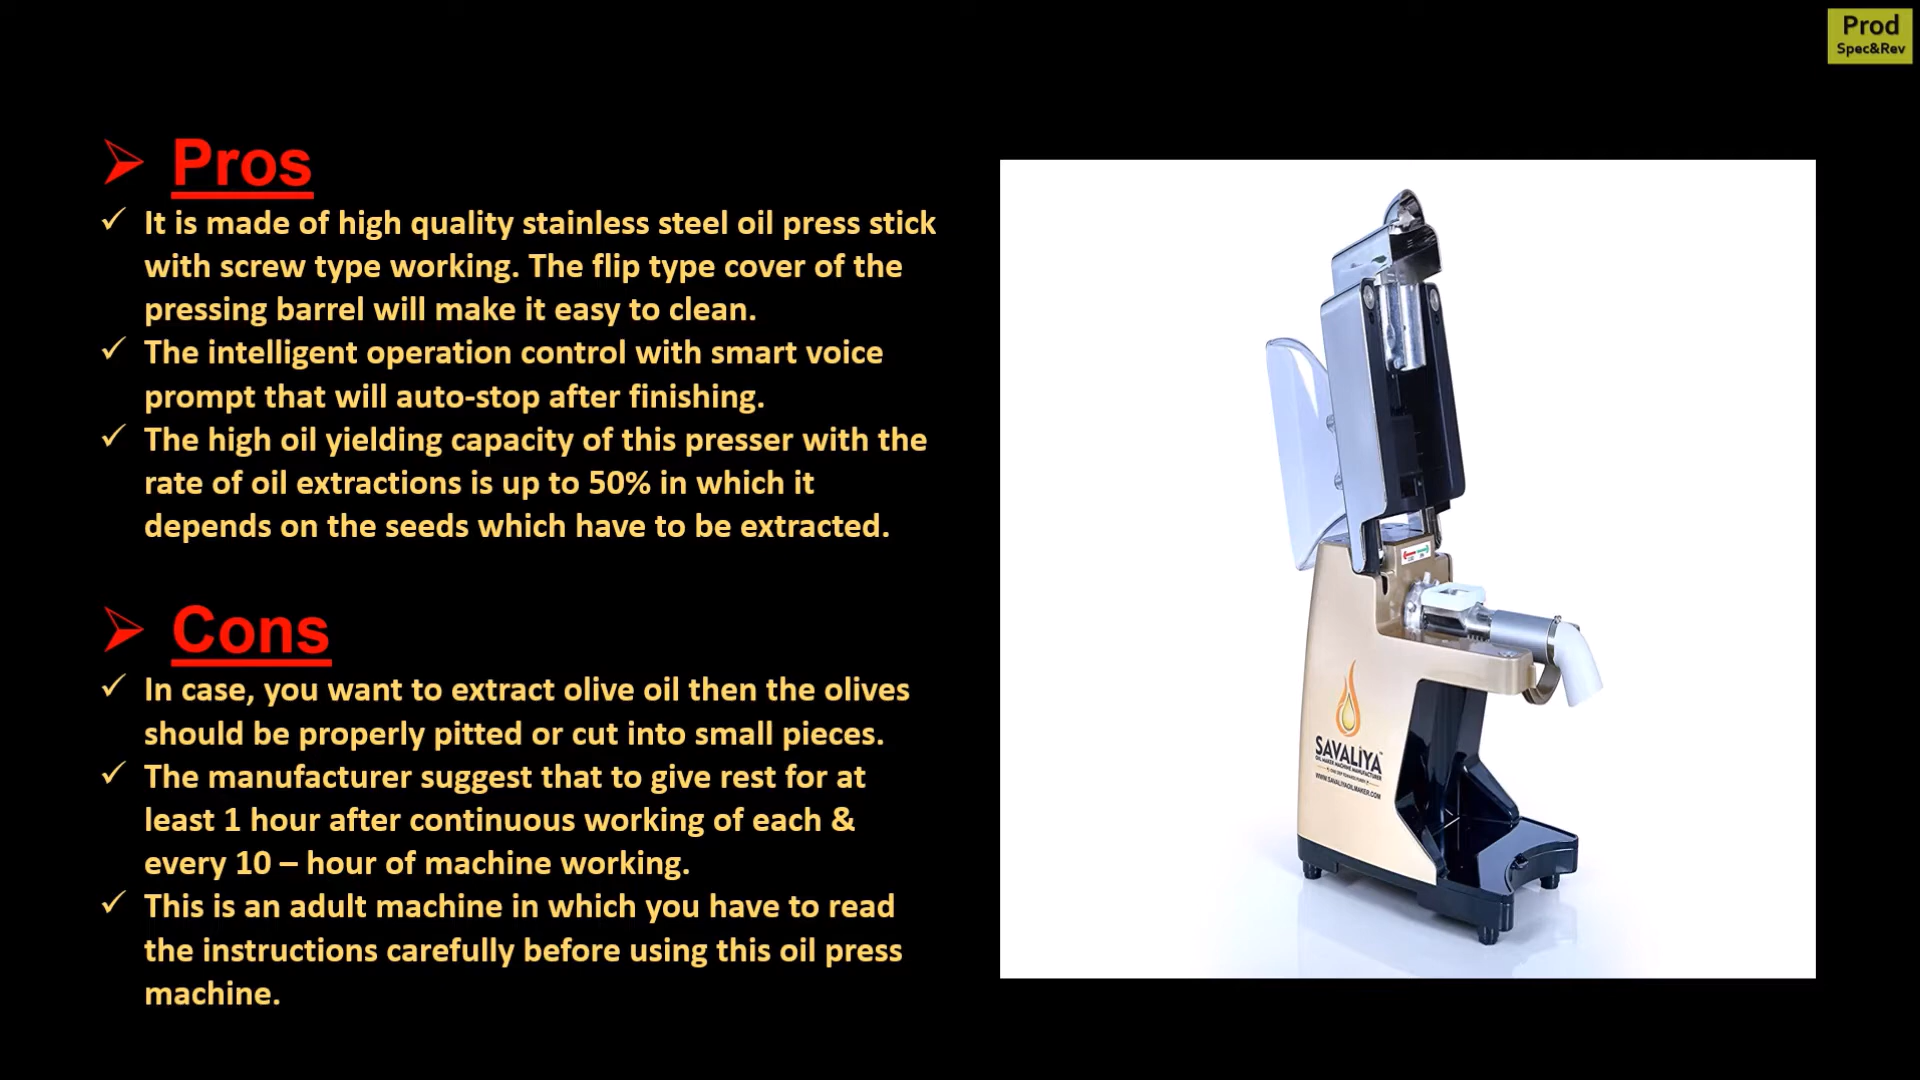 Prod
Spec&Rev
➢ Pros
✓ It is made of high quality stainless steel oil press stick
with screw type working. The flip type cover of the
pressing barrel will make it easy to clean.
✓ The intelligent operation control with smart voice
prompt that will auto-stop after finishing.
✓ The high oil yielding capacity of this presser with the
rate of oil extractions is up to 50% in which it
depends on the seeds which have to be extracted.
➢ Cons
✓ In case, you want to extract olive oil then the olives
should be properly pitted or cut into small pieces.
✓ The manufacturer suggest that to give rest for at
least 1 hour after continuous working of each &
every 10 – hour of machine working.
✓ This is an adult machine in which you have to read
the instructions carefully before using this oil press
machine.
SAVALIYA
OIL MAKER MACHINE MANUFACTURER
WWW.SAVALIYAOILMAKER.COM